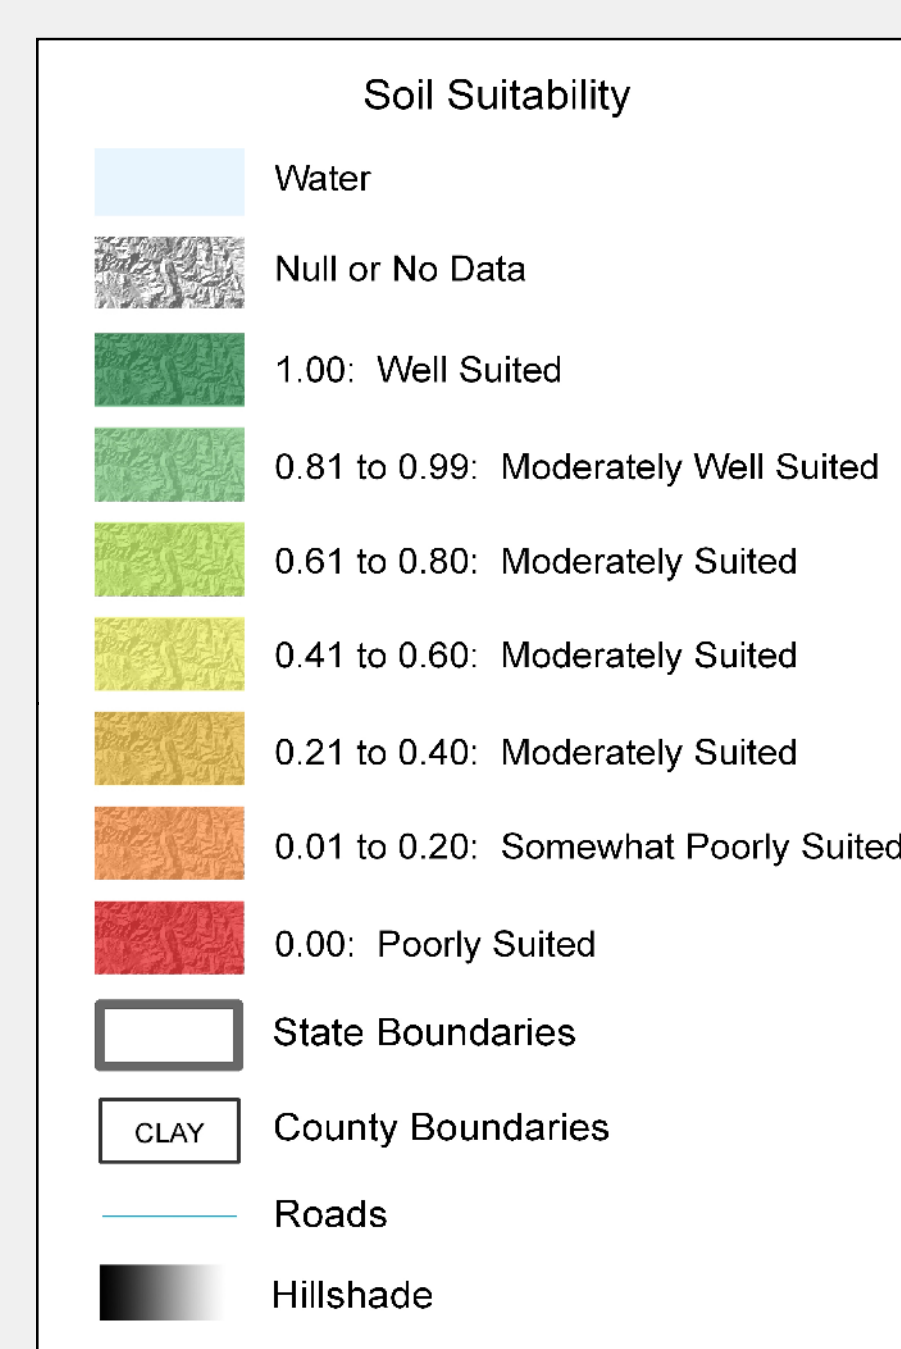 Soil Suitability
Water
Null or No Data
1.00: Well Suited
0.81 to 0.99: Moderately Well Suited
0.61 to 0.80: Moderately Suited
0.41 to 0.60: Moderately Suited
0.21 to 0.40: Moderately Suited
0.01 to 0.20: Somewhat Poorly Suited
0.00: Poorly Suited
State Boundaries
CLAY County Boundaries
Roads
Hillshade